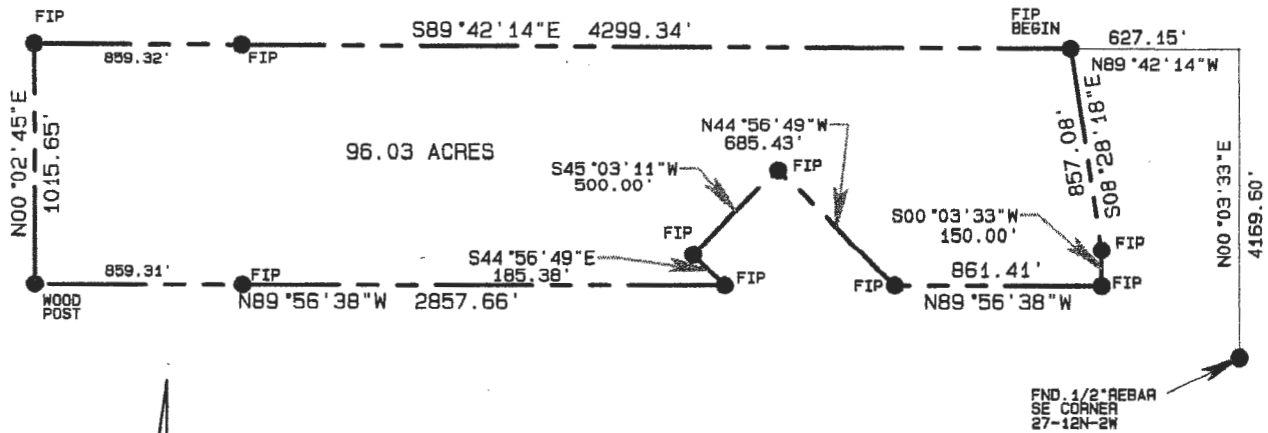 FIP
S89°42'14"E 4299.34'
FIP
BEGIN
627.15'
N89°42'14"W
859.32'
FIP
N00°02'45"E
1015.65'
96.03 ACRES
N44°56'49"W
685.43'
FIP
S45°03'11"W
500.00'
857.08'
S08°28'18"E
N00°03'33"E
4169.60'
S00°03'33"W
150.00'
FIP
FIP
S44°56'49"E
185.38'
859.31'
FIP
FIP
FIP
861.41'
FIP
WOOD
POST
N89°56'38"W 2857.66'
N89°56'38"W
FND. 1/2"REBAR
SE CORNER
27-12N-2W